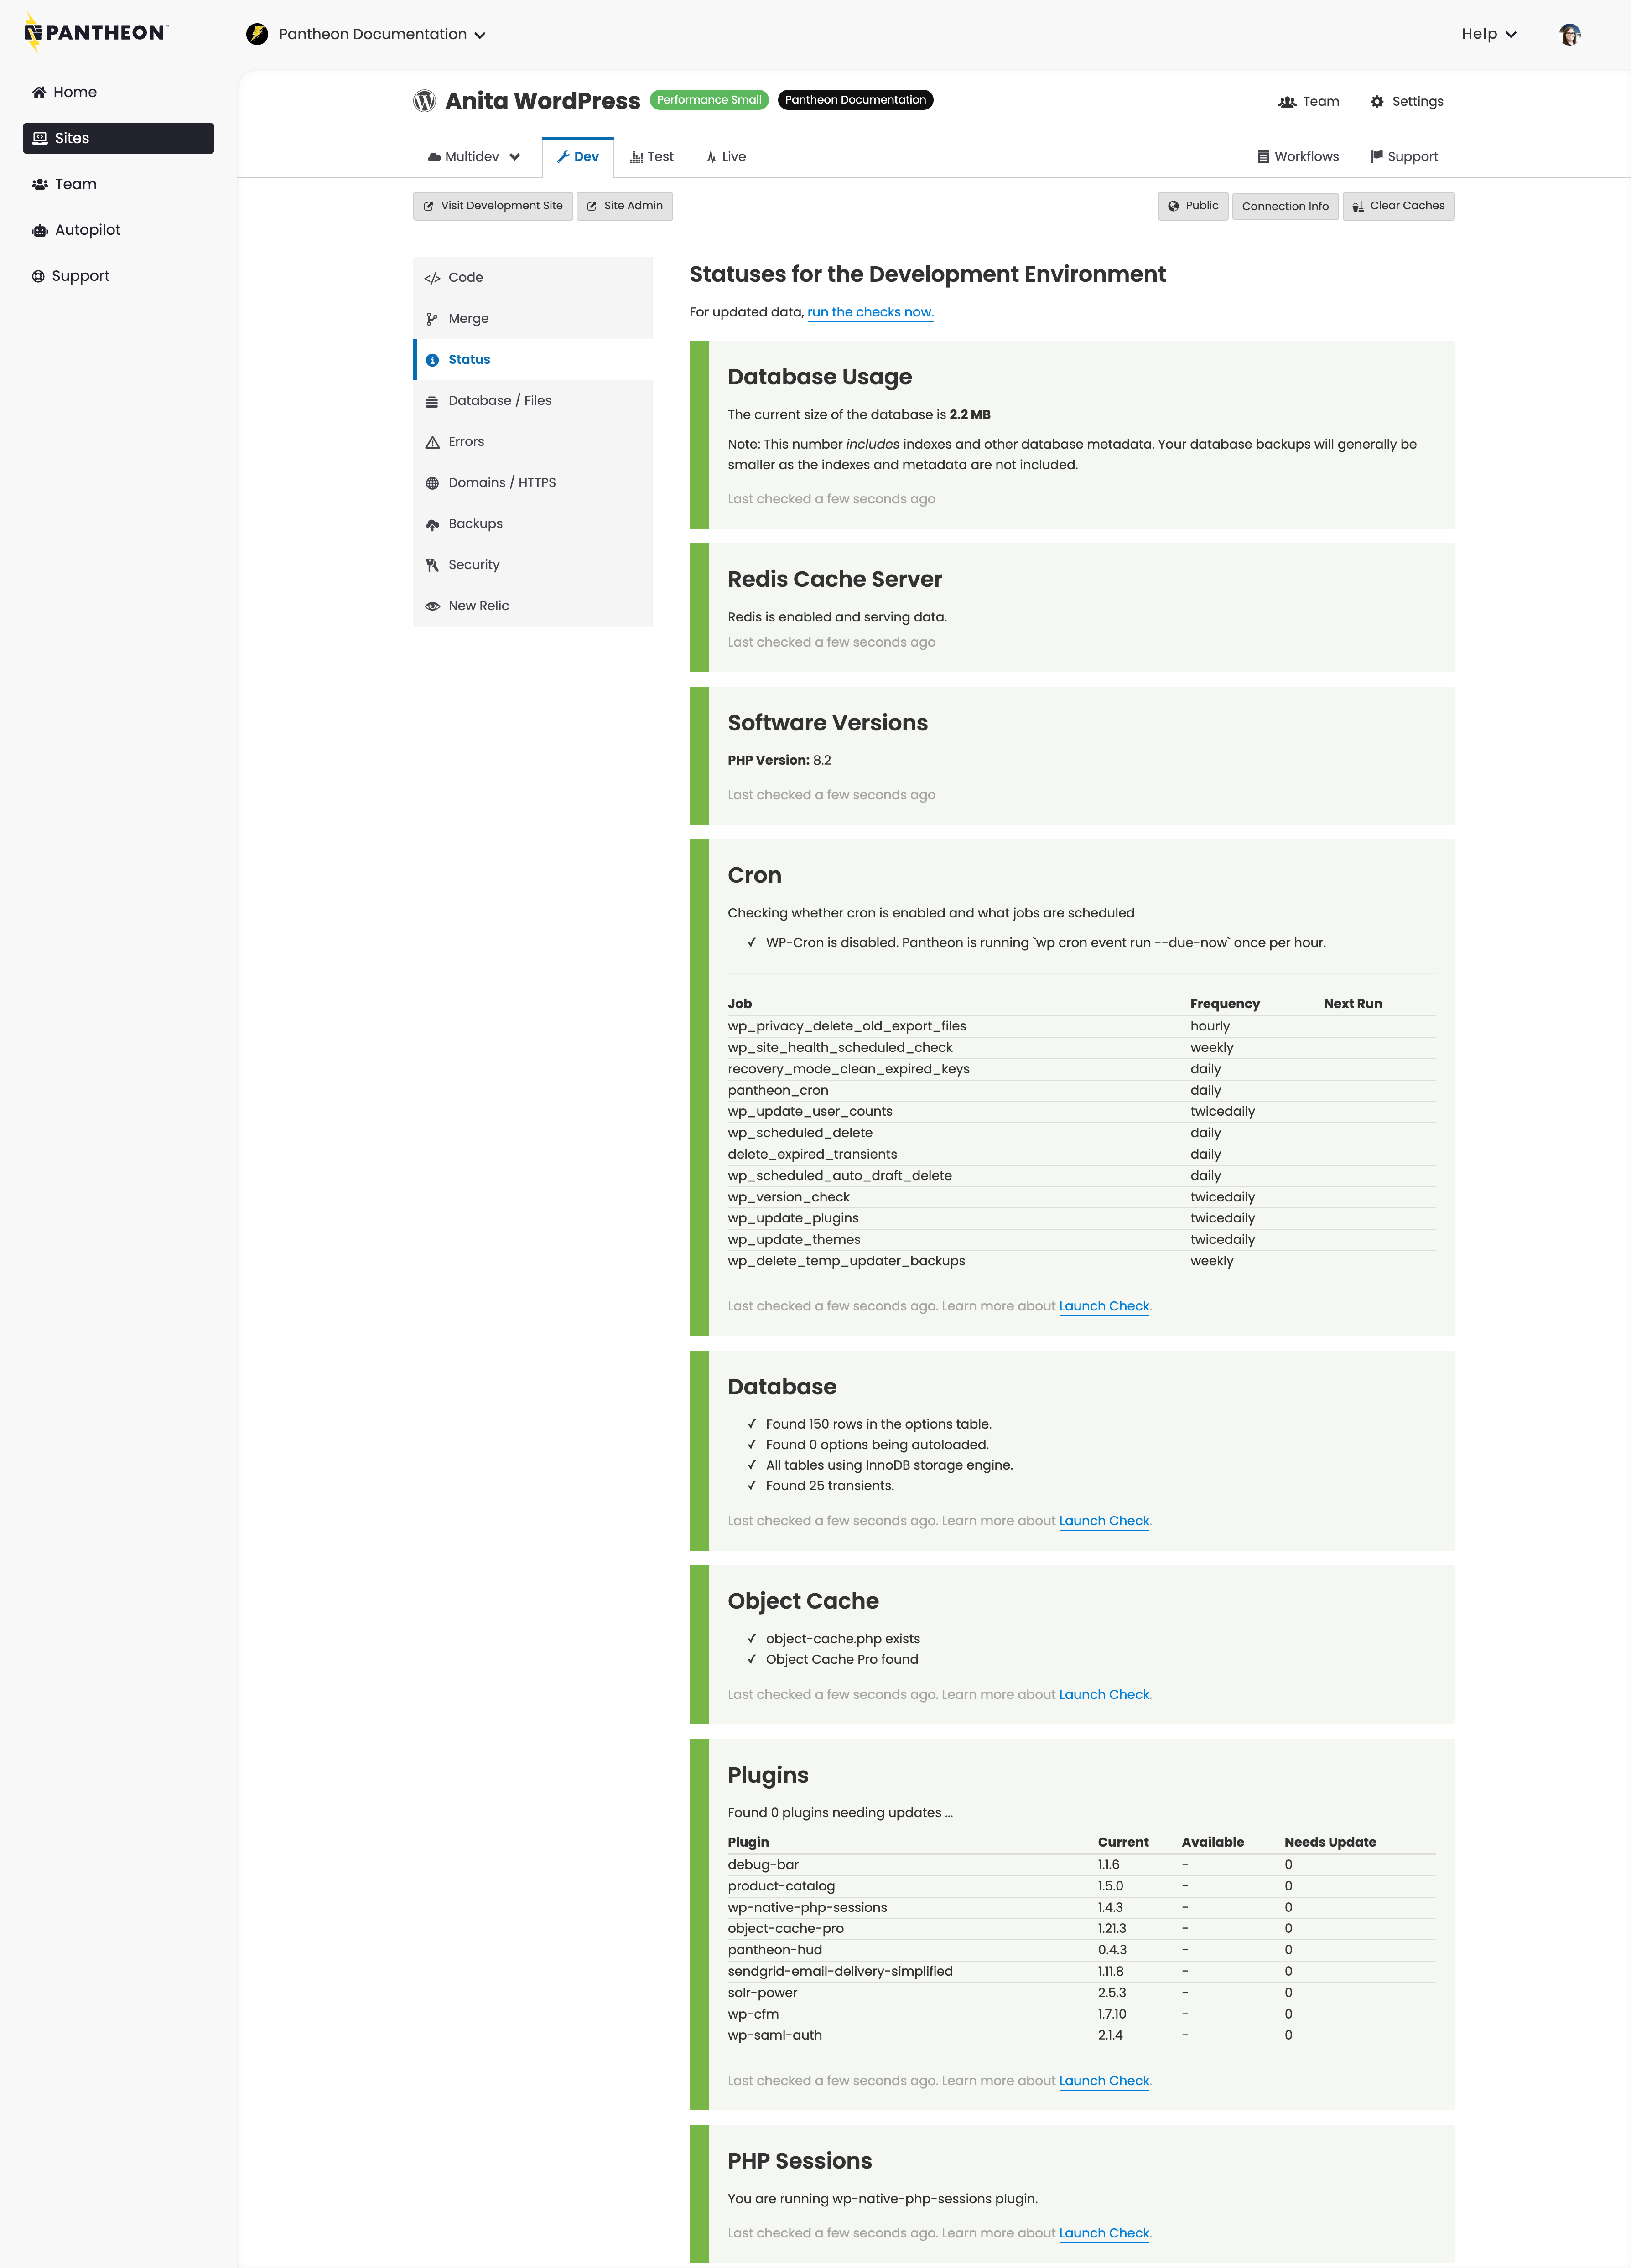 PANTHEON™
Pantheon Documentation
Help
Home
Sites
Team
Autopilot
Support
Anita WordPress Performance Small Pantheon Documentation
Team Settings
Multidev Dev Test Live
Workflows Support
Visit Development Site Site Admin
Public Connection Info Clear Caches
Code
Merge
Status
Database / Files
Errors
Domains / HTTPS
Backups
Security
New Relic
Statuses for the Development Environment
For updated data, run the checks now.
Database Usage
The current size of the database is 2.2 MB
Note: This number includes indexes and other database metadata. Your database backups will generally be
smaller as the indexes and metadata are not included.
Last checked a few seconds ago
Redis Cache Server
Redis is enabled and serving data.
Last checked a few seconds ago
Software Versions
PHP Version: 8.2
Last checked a few seconds ago
Cron
Checking whether cron is enabled and what jobs are scheduled
✓ WP-Cron is disabled. Pantheon is running `wp cron event run --due-now` once per hour.
Job Frequency Next Run
wp_privacy_delete_old_export_files hourly
wp_site_health_scheduled_check weekly
recovery_mode_clean_expired_keys daily
pantheon_cron daily
wp_update_user_counts twicedaily
wp_scheduled_delete daily
delete_expired_transients daily
wp_scheduled_auto_draft_delete daily
wp_version_check twicedaily
wp_update_plugins twicedaily
wp_update_themes twicedaily
wp_delete_temp_updater_backups weekly
Last checked a few seconds ago. Learn more about Launch Check.
Database
✓ Found 150 rows in the options table.
✓ Found 0 options being autoloaded.
✓ All tables using InnoDB storage engine.
✓ Found 25 transients.
Last checked a few seconds ago. Learn more about Launch Check.
Object Cache
✓ object-cache.php exists
✓ Object Cache Pro found
Last checked a few seconds ago. Learn more about Launch Check.
Plugins
Found 0 plugins needing updates ...
Plugin Current Available Needs Update
debug-bar 1.1.6 - 0
product-catalog 1.5.0 - 0
wp-native-php-sessions 1.4.3 - 0
object-cache-pro 1.21.3 - 0
pantheon-hud 0.4.3 - 0
sendgrid-email-delivery-simplified 1.11.8 - 0
solr-power 2.5.3 - 0
wp-cfm 1.7.10 - 0
wp-saml-auth 2.1.4 - 0
Last checked a few seconds ago. Learn more about Launch Check.
PHP Sessions
You are running wp-native-php-sessions plugin.
Last checked a few seconds ago. Learn more about Launch Check.